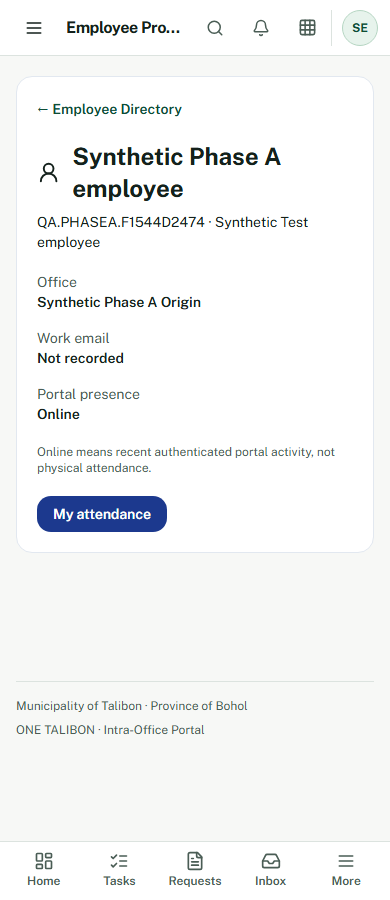 Employee Pro...
SE
← Employee Directory
Synthetic Phase A
employee
QA.PHASEA.F1544D2474 · Synthetic Test
employee
Office
Synthetic Phase A Origin
Work email
Not recorded
Portal presence
Online
Online means recent authenticated portal activity, not
physical attendance.
My attendance
Municipality of Talibon · Province of Bohol
ONE TALIBON · Intra-Office Portal
Home
Tasks
Requests
Inbox
More